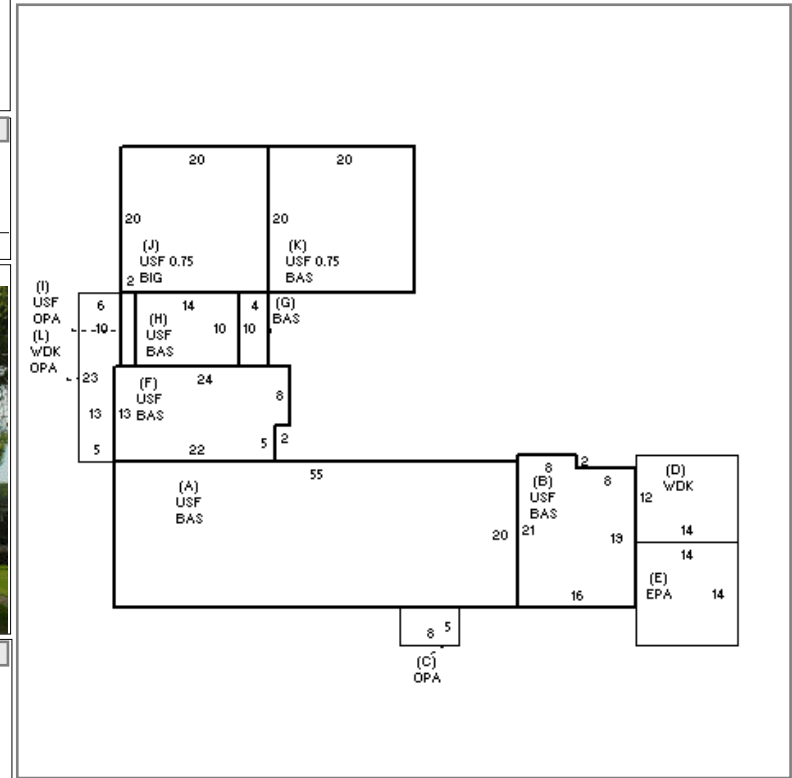 20
20
20
20
(J)
USF 0.75
BIG
(K)
USF 0.75
BAS
2
(I)
USF
OPA
(L)
WDK
OPA
6
10
14
(H)
USF
BAS
10
4
10
(G)
BAS
23
13
5
24
(F)
USF
BAS
13
8
2
5
22
55
(A)
USF
BAS
20
8
2
8
(B)
USF
BAS
21
19
16
(D)
WDK
12
14
14
(E)
EPA
14
8
5
(C)
OPA